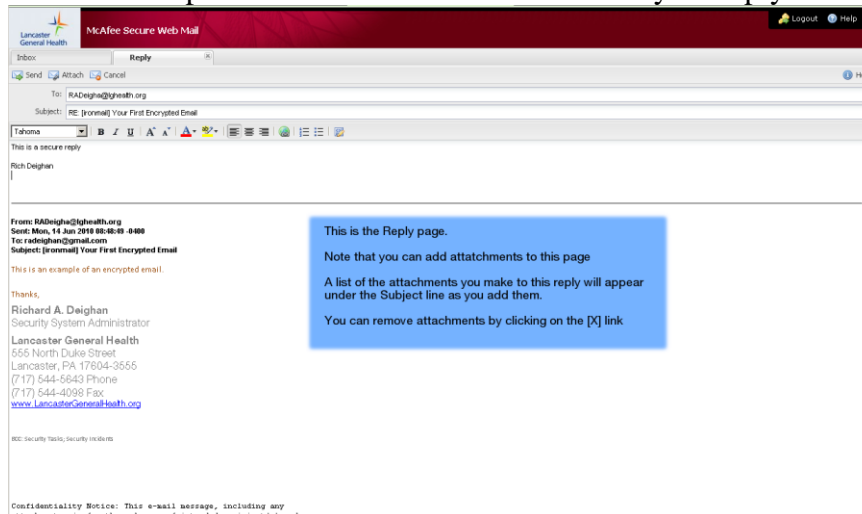 Lancaster
General Health
McAfee Secure Web Mail
Logout Help
Inbox Reply
Send Attach Cancel
To: RADeigha@lghealth.org
Subject: RE: [ironmail] Your First Encrypted Email
Tahoma B I U A A A
This is a secure reply
Rich Deighan
From: RADeigha@lghealth.org
Sent: Mon, 14 Jun 2010 08:48:49 -0400
To: radeighan@gmail.com
Subject: [ironmail] Your First Encrypted Email
This is an example of an encrypted email.
Thanks,
Richard A. Deighan
Security System Administrator
Lancaster General Health
555 North Duke Street
Lancaster, PA 17604-3555
(717) 544-5643 Phone
(717) 544-4098 Fax
www.LancasterGeneralHealth.org
BCC: Security Tasks; Security Incidents
This is the Reply page.
Note that you can add attatchments to this page
A list of the attachments you make to this reply will appear
under the Subject line as you add them.
You can remove attachments by clicking on the [X] link
Confidentiality Notice: This e-mail message, including any